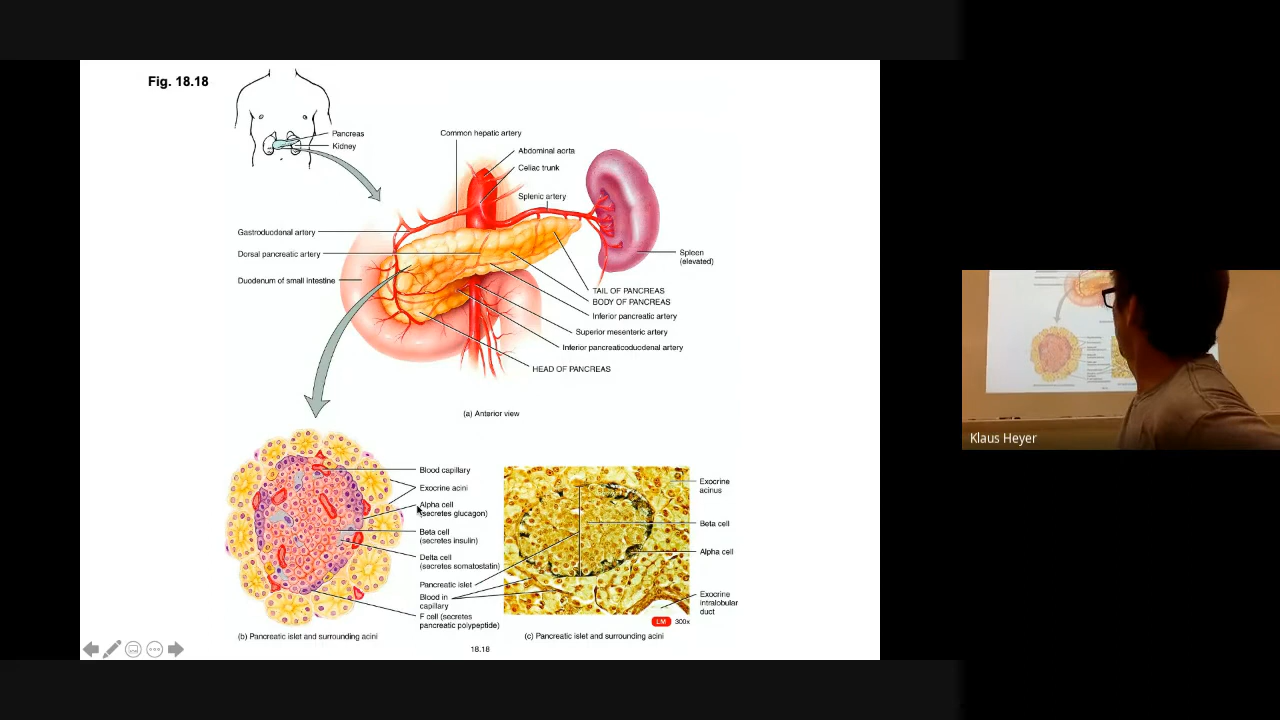 Fig. 18.18
Pancreas
Kidney
Common hepatic artery
Abdominal aorta
Celiac trunk
Splenic artery
Gastroduodenal artery
Dorsal pancreatic artery
Duodenum of small intestine
Spleen
(elevated)
TAIL OF PANCREAS
BODY OF PANCREAS
Inferior pancreatic artery
Superior mesenteric artery
Inferior pancreaticoduodenal artery
HEAD OF PANCREAS
(a) Anterior view
Blood capillary
Exocrine acini
Alpha cell
(secretes glucagon)
Beta cell
(secretes insulin)
Delta cell
(secretes somatostatin)
Pancreatic islet
Blood in
capillary
F cell (secretes
pancreatic polypeptide)
(b) Pancreatic islet and surrounding acini
Exocrine
acinus
Beta cell
Alpha cell
Exocrine
intralobular
duct
LM 300x
(c) Pancreatic islet and surrounding acini
18.18
Klaus Heyer